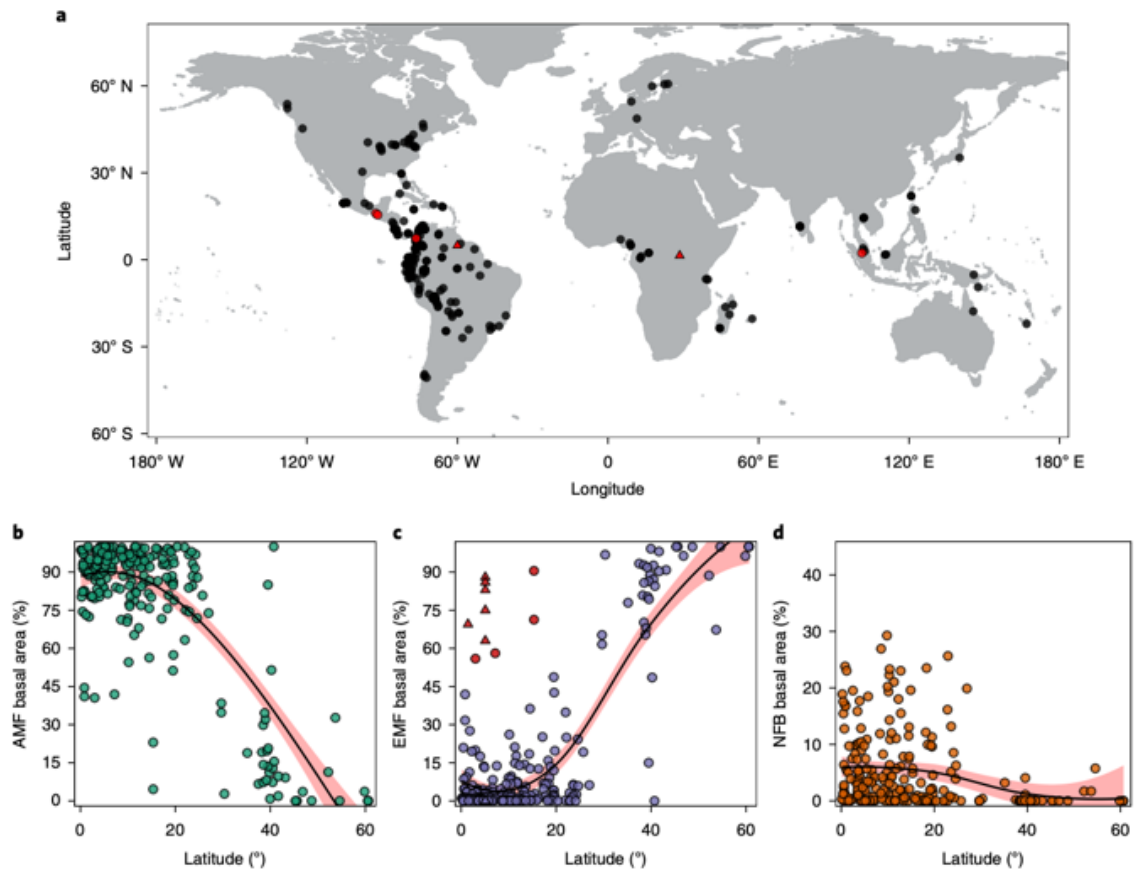 a
60° N
30° N
0
30° S
60° S
Latitude
180° W 120° W 60° W 0 60° E 120° E 180° E
Longitude
b c d
90
75
60
45
30
15
0
AMF basal area (%)
0 20 40 60
Latitude (°)
90
75
60
45
30
15
0
EMF basal area (%)
0 20 40 60
Latitude (°)
40
30
20
10
0
NFB basal area (%)
0 20 40 60
Latitude (°)